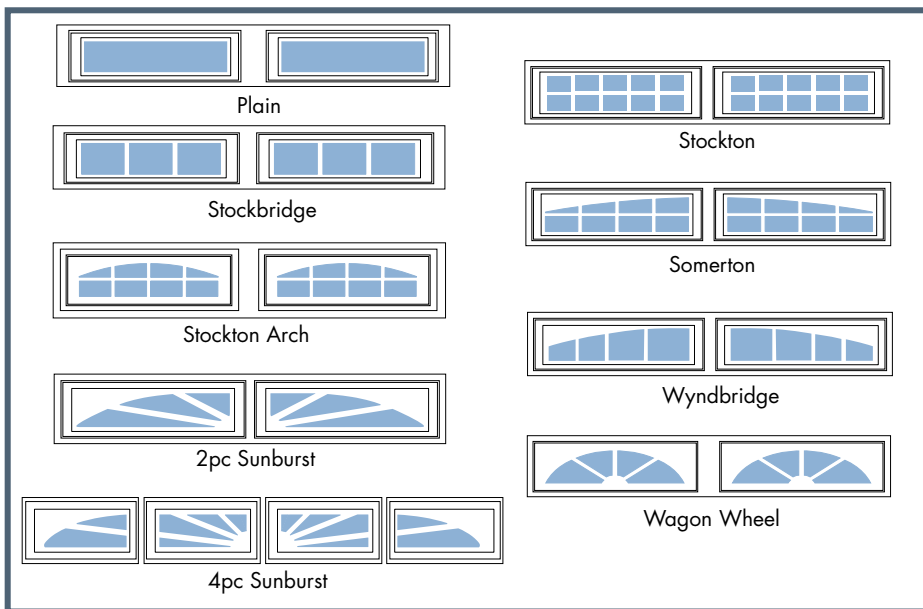 Plain
Stockbridge
Stockton Arch
2pc Sunburst
4pc Sunburst
Stockton
Somerton
Wyndbridge
Wagon Wheel